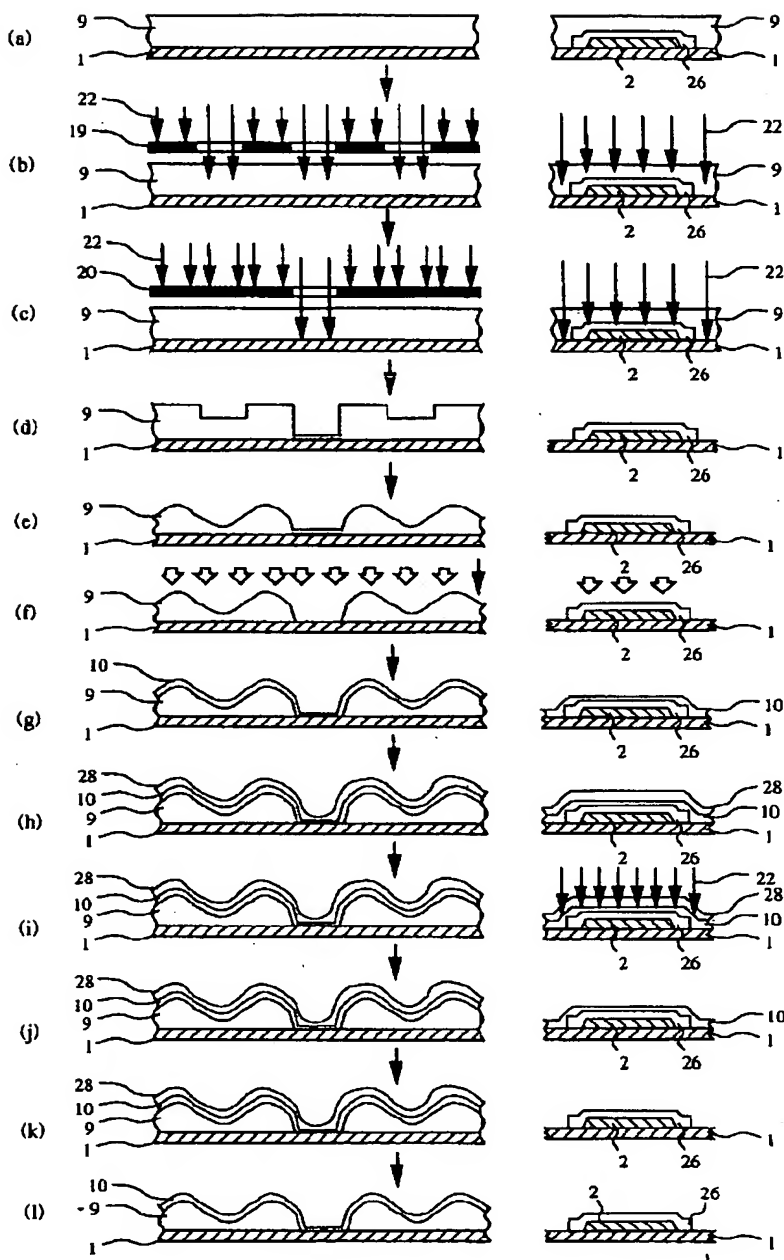 (a) 9 1 9 1 2 26
(b) 22 19 9 1 22 9 1 2 26
(c) 22 20 9 1 22 9 1 2 26
(d) 9 1 1 2 26
(e) 9 1 1 2 26
(f) 9 1 1 2 26
(g) 10 9 1 10 1 2 26
(h) 28 10 9 1 28 10 1 2 26
(i) 28 10 9 1 22 28 10 1 2 26
(j) 28 10 9 1 10 1 2 26
(k) 28 10 9 1 1 2 26
(l) 10 9 1 2 26 1